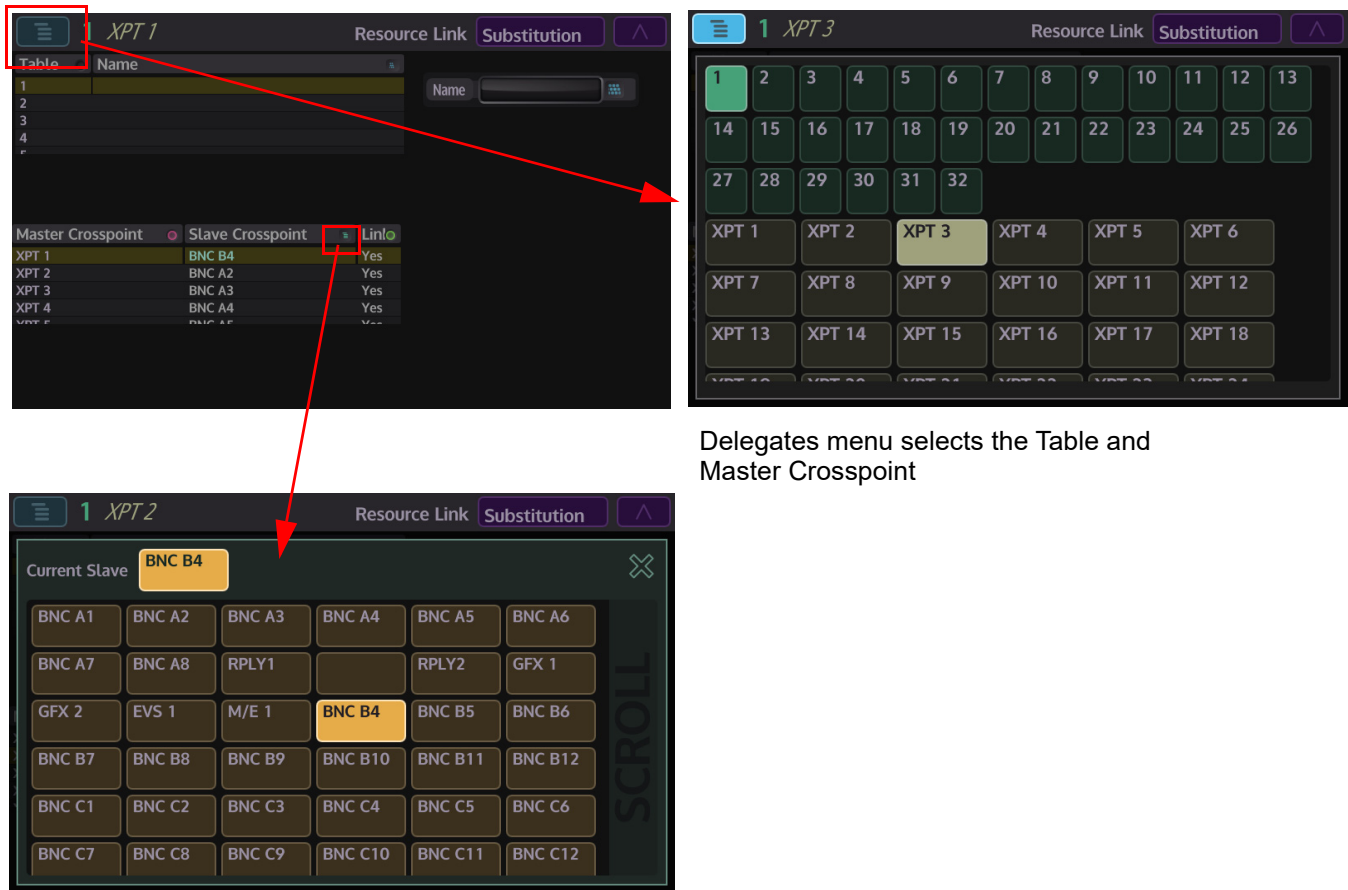 1 XPT 1 Resource Link Substitution
Table Name
1
2
3
4
Name
Master Crosspoint Slave Crosspoint Link
XPT 1 BNC B4 Yes
XPT 2 BNC A2 Yes
XPT 3 BNC A3 Yes
XPT 4 BNC A4 Yes
1 XPT 3 Resource Link Substitution
1 2 3 4 5 6 7 8 9 10 11 12 13
14 15 16 17 18 19 20 21 22 23 24 25 26
27 28 29 30 31 32
XPT 1 XPT 2 XPT 3 XPT 4 XPT 5 XPT 6
XPT 7 XPT 8 XPT 9 XPT 10 XPT 11 XPT 12
XPT 13 XPT 14 XPT 15 XPT 16 XPT 17 XPT 18
Delegates menu selects the Table and
Master Crosspoint
1 XPT 2 Resource Link Substitution
Current Slave BNC B4
BNC A1 BNC A2 BNC A3 BNC A4 BNC A5 BNC A6
BNC A7 BNC A8 RPLY1 RPLY2 GFX 1
GFX 2 EVS 1 M/E 1 BNC B4 BNC B5 BNC B6
BNC B7 BNC B8 BNC B9 BNC B10 BNC B11 BNC B12
BNC C1 BNC C2 BNC C3 BNC C4 BNC C5 BNC C6
BNC C7 BNC C8 BNC C9 BNC C10 BNC C11 BNC C12
SCROLL